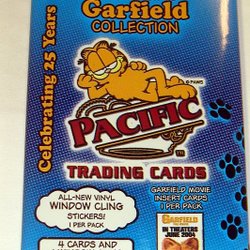 Garfield
COLLECTION
Celebrating 25 Years
© PAWS
PACIFIC
TRADING CARDS
ALL-NEW VINYL
WINDOW CLING
STICKERS!
1 PER PACK
GARFIELD MOVIE
INSERT CARDS
1 PER PACK
GARFIELD
IN THEATERS
JUNE 2004
4 CARDS AND